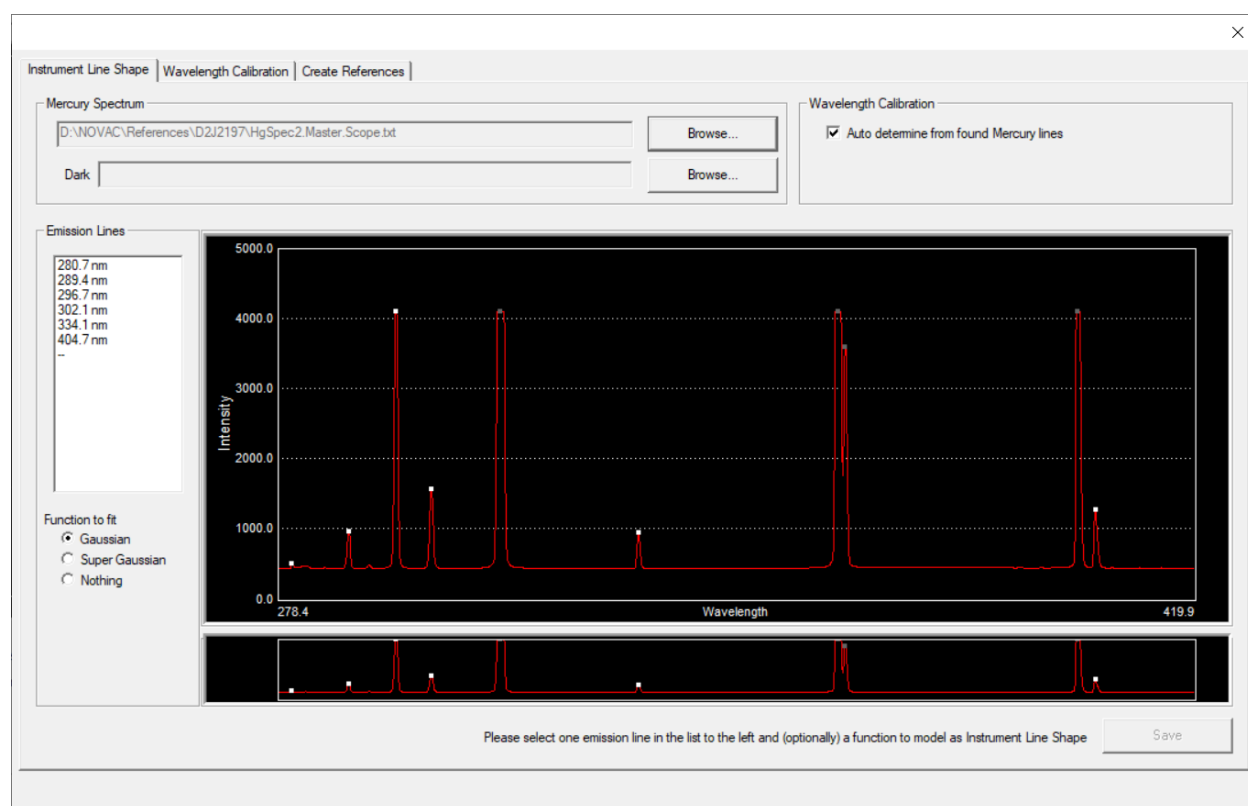 Instrument Line Shape Wavelength Calibration Create References
Mercury Spectrum
D:\NOVAC\References\D2J2197\HgSpec2.Master.Scope.txt
Browse...
Dark
Browse...
Wavelength Calibration
Auto determine from found Mercury lines
Emission Lines
280.7 nm
289.4 nm
296.7 nm
302.1 nm
334.1 nm
404.7 nm
--
Function to fit
Gaussian
Super Gaussian
Nothing
5000.0
4000.0
3000.0
2000.0
1000.0
0.0
Intensity
278.4
Wavelength
419.9
Please select one emission line in the list to the left and (optionally) a function to model as Instrument Line Shape
Save